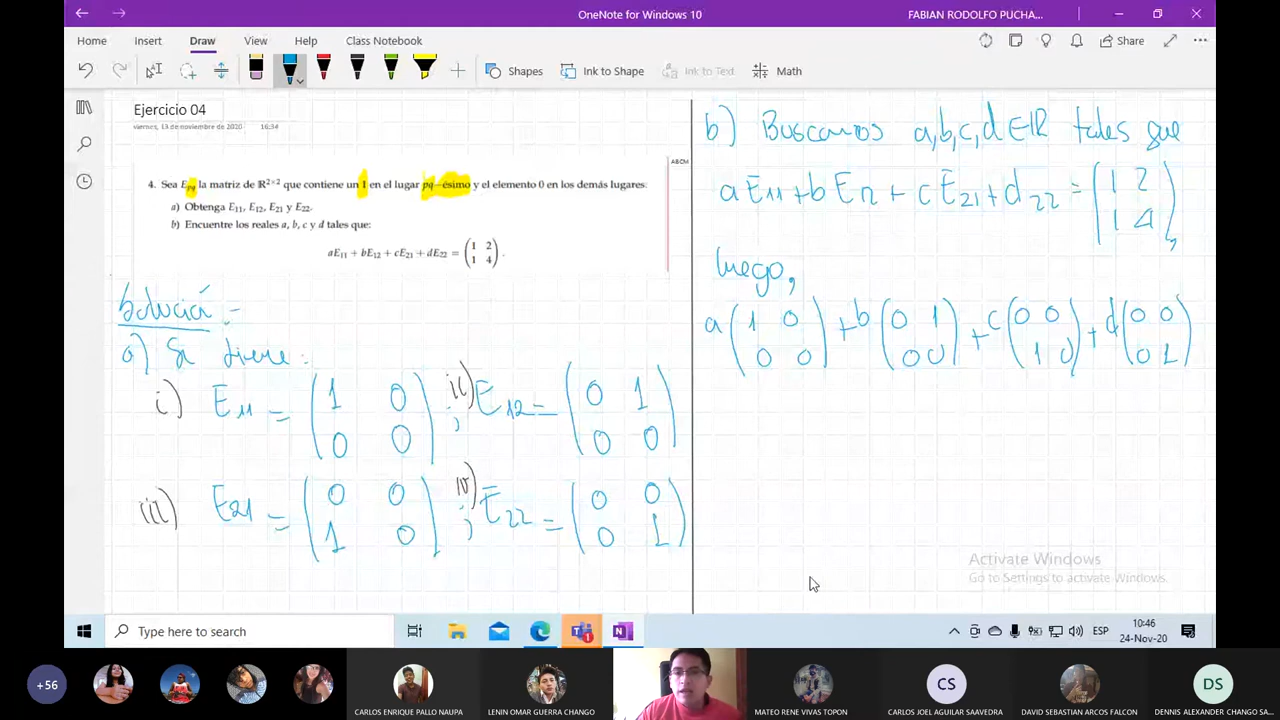 OneNote for Windows 10
FABIAN RODOLFO PUCHA...
Home Insert Draw View Help Class Notebook
Share
Shapes Ink to Shape Ink to Text Math
Ejercicio 04
viernes, 13 de noviembre de 2020 16:34
ABCM
4. Sea Epq la matriz de R2×2 que contiene un 1 en el lugar pq–ésimo y el elemento 0 en los demás lugares.
a) Obtenga E11, E12, E21 y E22.
b) Encuentre los reales a, b, c y d tales que:
aE11 + bE12 + cE21 + dE22 = (1 2
1 4).
Solución :-
a) Se tiene :
i) E11 = (1 0
0 0) ;
ii) E12 = (0 1
0 0)
iii) E21 = (0 0
1 0) ;
iv) E22 = (0 0
0 1)
b) Buscamos a,b,c,d∈IR tales que
aE11 + bE12 + cE21 + d22 = (1 2
1 4),
luego,
a(1 0
0 0) + b(0 1
0 0) + c(0 0
1 0) + d(0 0
0 1)
Activate Windows
Go to Settings to activate Windows.
Type here to search
1
ESP
10:46
24-Nov-20
+56
CARLOS ENRIQUE PALLO NAUPA
LENIN OMAR GUERRA CHANGO
MATEO RENE VIVAS TOPON
CS
CARLOS JOEL AGUILAR SAAVEDRA
DAVID SEBASTIAN ARCOS FALCON
DS
DENNIS ALEXANDER CHANGO SA...